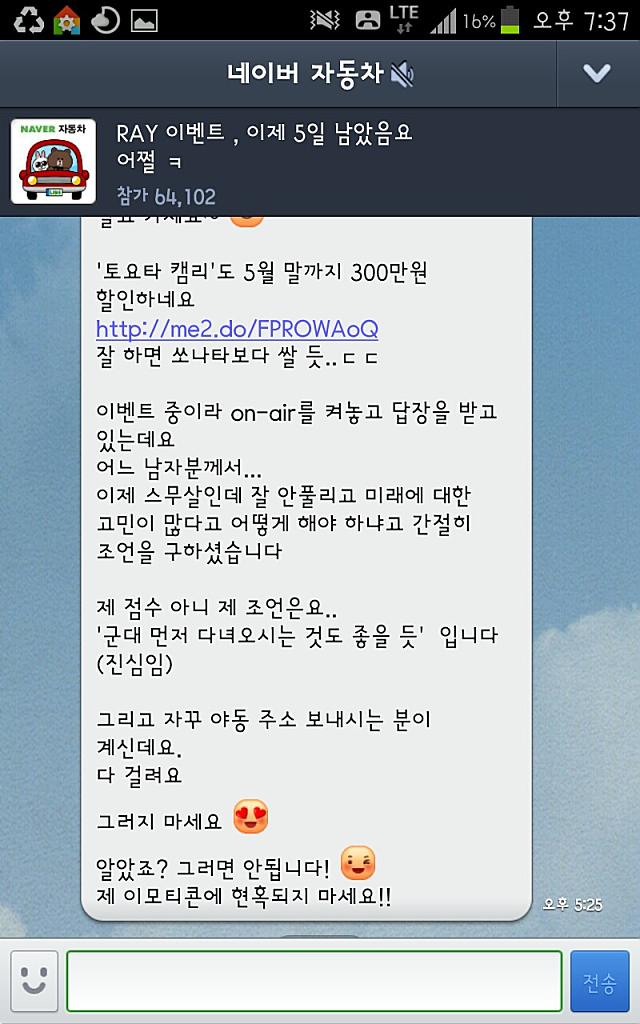 LTE
16%
오후 7:37
네이버 자동차
NAVER 자동차
RAY 이벤트 , 이제 5일 남았음요
어쩔 ㅋ
참가 64,102
'토요타 캠리'도 5월 말까지 300만원
할인하네요
http://me2.do/FPROWAoQ
잘 하면 쏘나타보다 쌀 듯..ㄷㄷ
이벤트 중이라 on-air를 켜놓고 답장을 받고
있는데요
어느 남자분께서...
이제 스무살인데 잘 안풀리고 미래에 대한
고민이 많다고 어떻게 해야 하냐고 간절히
조언을 구하셨습니다
제 점수 아니 제 조언은요..
'군대 먼저 다녀오시는 것도 좋을 듯' 입니다
(진심임)
그리고 자꾸 야동 주소 보내시는 분이
계신데요.
다 걸려요
그러지 마세요
알았죠? 그러면 안됩니다!
제 이모티콘에 현혹되지 마세요!!
오후 5:25
전송